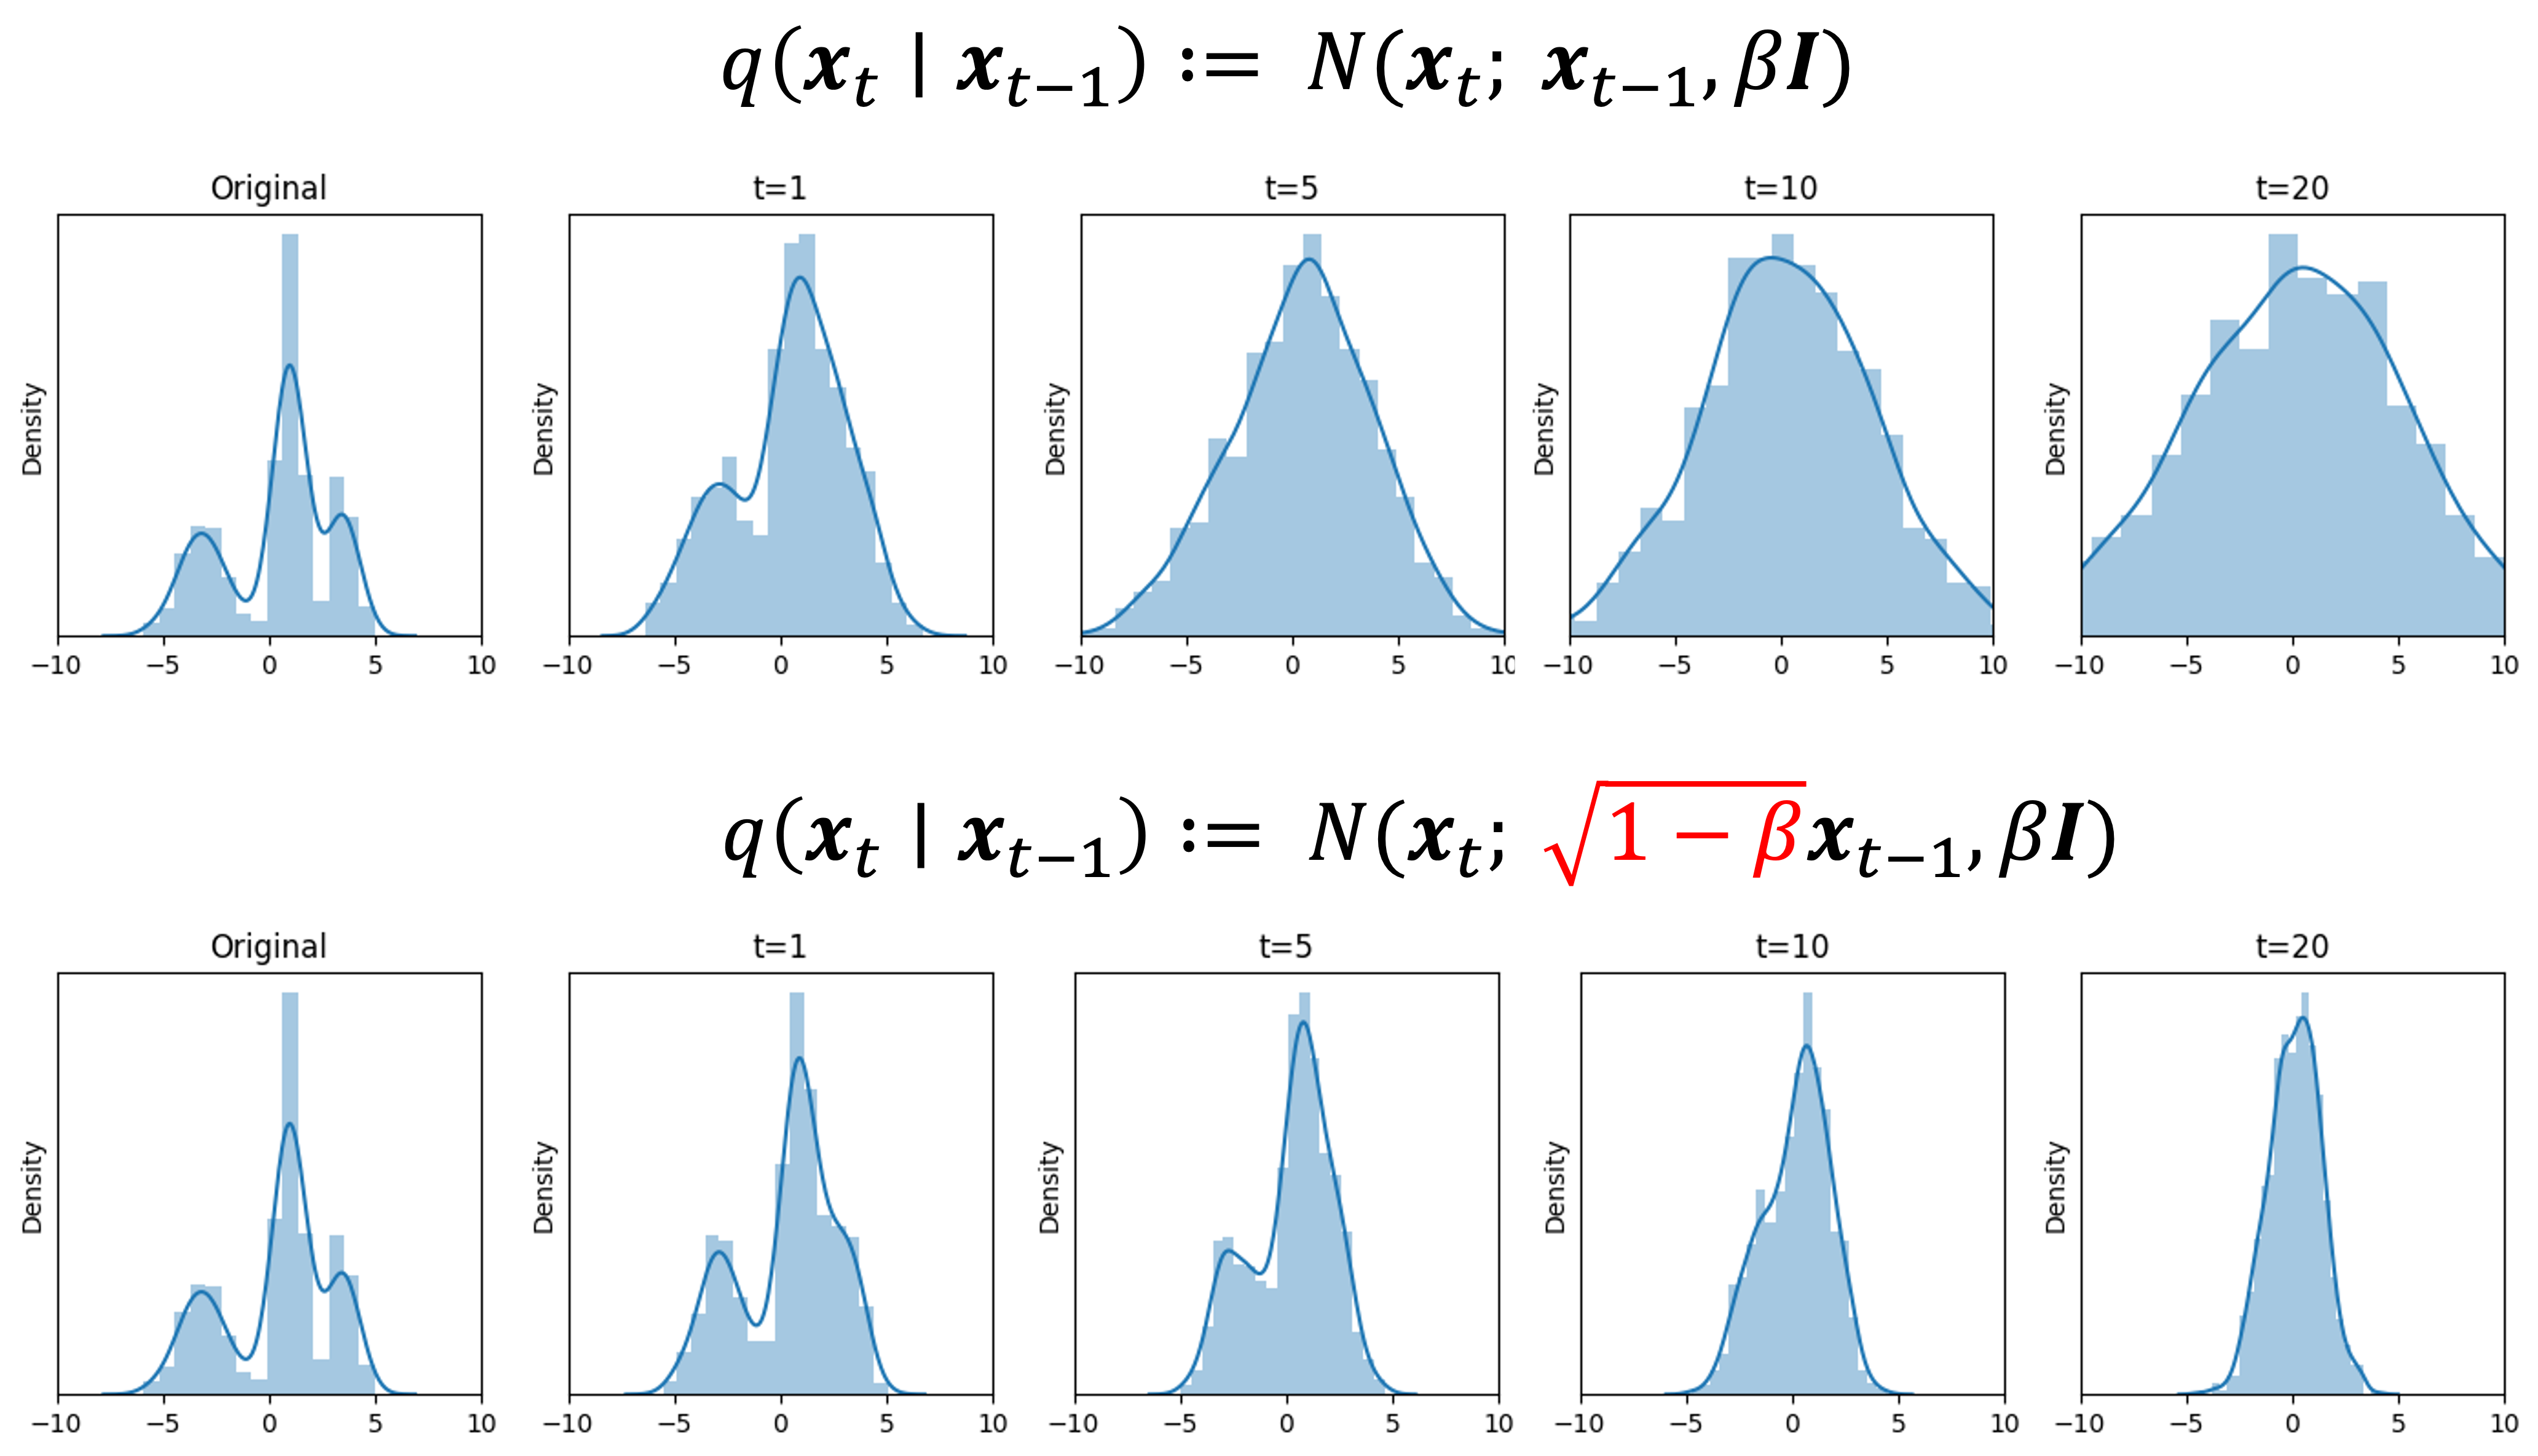 q(x_t | x_{t−1}) := N(x_t; x_{t−1}, βI)
Original t=1 t=5 t=10 t=20
Density Density Density Density Density
−10 −5 0 5 10 −10 −5 0 5 10 −10 −5 0 5 10 −10 −5 0 5 10 −10 −5 0 5 10
q(x_t | x_{t−1}) := N(x_t; √(1 − β)x_{t−1}, βI)
Original t=1 t=5 t=10 t=20
Density Density Density Density Density
−10 −5 0 5 10 −10 −5 0 5 10 −10 −5 0 5 10 −10 −5 0 5 10 −10 −5 0 5 10